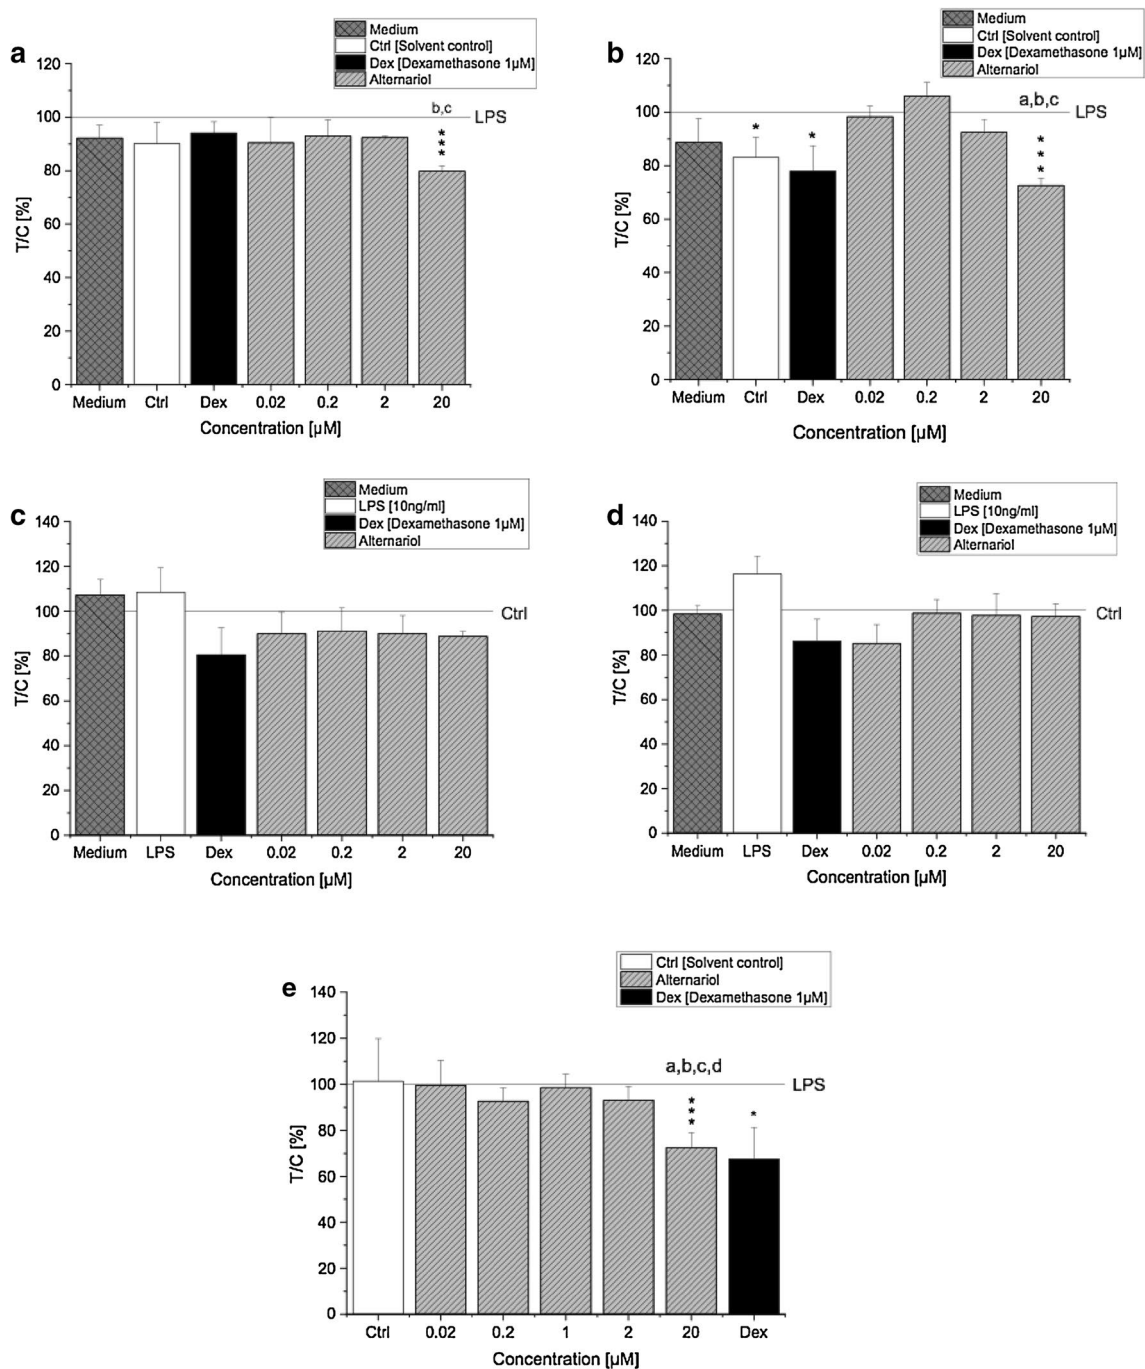 a
Medium
Ctrl [Solvent control]
Dex [Dexamethasone 1µM]
Alternariol
120
100
80
60
40
20
0
T/C [%]
b,c
LPS
***
Medium Ctrl Dex 0.02 0.2 2 20
Concentration [µM]
b
Medium
Ctrl [Solvent control]
Dex [Dexamethasone 1µM]
Alternariol
120
100
80
60
40
20
0
T/C [%]
a,b,c
LPS
*
*
***
Medium Ctrl Dex 0.02 0.2 2 20
Concentration [µM]
c
Medium
LPS [10ng/ml]
Dex [Dexamethasone 1µM]
Alternariol
140
120
100
80
60
40
20
0
T/C [%]
Ctrl
Medium LPS Dex 0.02 0.2 2 20
Concentration [µM]
d
Medium
LPS [10ng/ml]
Dex [Dexamethasone 1µM]
Alternariol
140
120
100
80
60
40
20
0
T/C [%]
Ctrl
Medium LPS Dex 0.02 0.2 2 20
Concentration [µM]
e
Ctrl [Solvent control]
Alternariol
Dex [Dexamethasone 1µM]
140
120
100
80
60
40
20
0
T/C [%]
a,b,c,d
LPS
***
*
Ctrl 0.02 0.2 1 2 20 Dex
Concentration [µM]